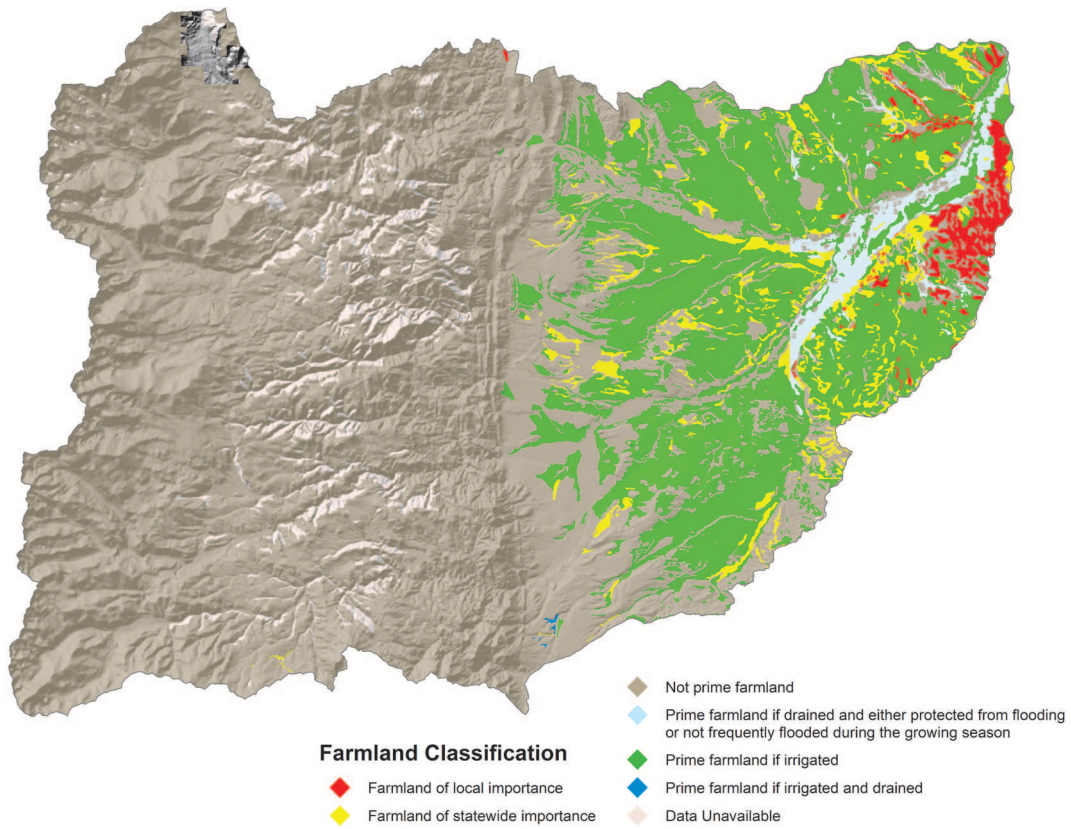 Farmland Classification
Farmland of local importance
Farmland of statewide importance
Not prime farmland
Prime farmland if drained and either protected from flooding
or not frequently flooded during the growing season
Prime farmland if irrigated
Prime farmland if irrigated and drained
Data Unavailable